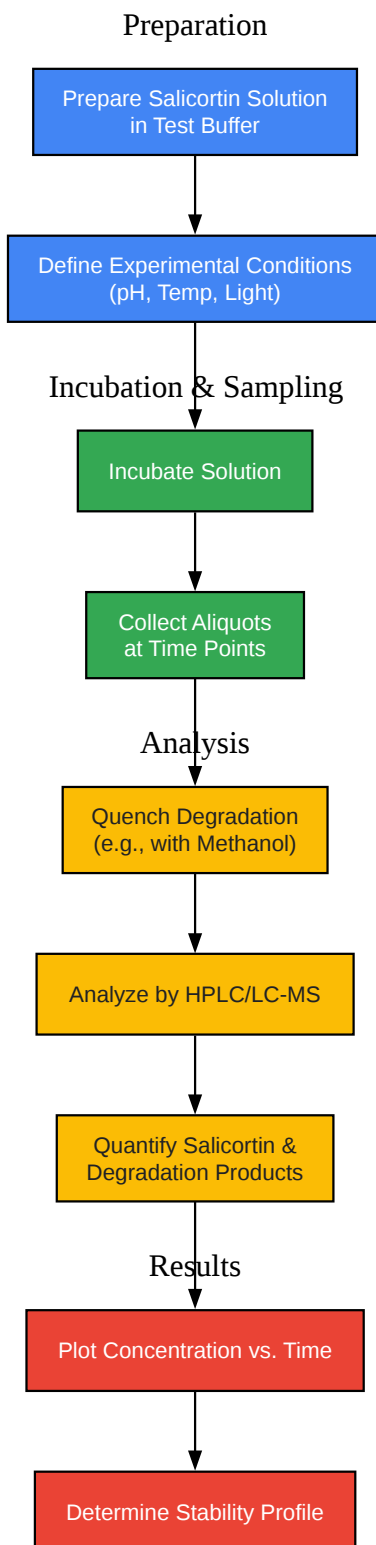 Preparation
Prepare Salicortin Solution
in Test Buffer
Define Experimental Conditions
(pH, Temp, Light)
Incubation & Sampling
Incubate Solution
Collect Aliquots
at Time Points
Analysis
Quench Degradation
(e.g., with Methanol)
Analyze by HPLC/LC-MS
Quantify Salicortin &
Degradation Products
Results
Plot Concentration vs. Time
Determine Stability Profile